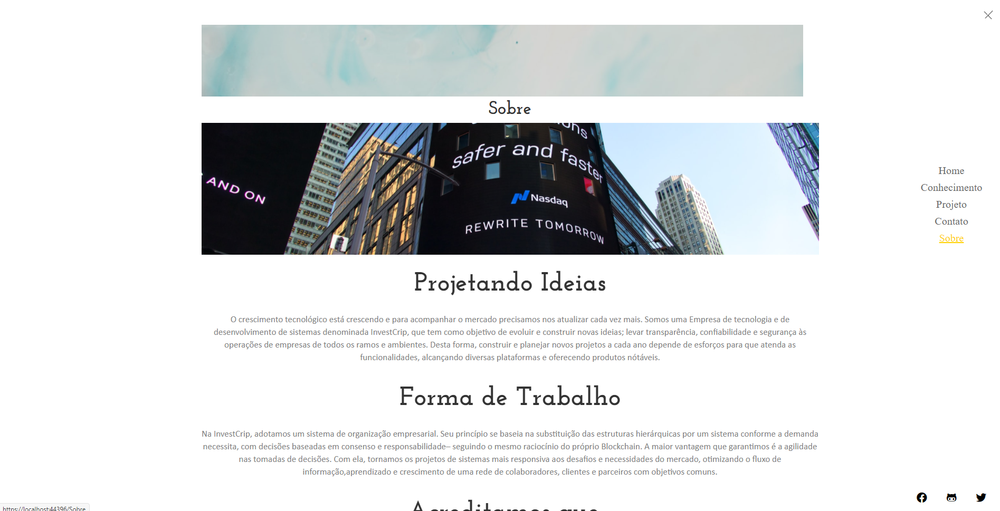 Sobre
ons
safer and faster
AND ON
Nasdaq
REWRITE TOMORROW
Home
Conhecimento
Projeto
Contato
Sobre
Projetando Ideias
O crescimento tecnológico está crescendo e para acompanhar o mercado precisamos nos atualizar cada vez mais. Somos uma Empresa de tecnologia e de
desenvolvimento de sistemas denominada InvestCrip, que tem como objetivo de evoluir e construir novas ideias; levar transparência, confiabilidade e segurança às
operações de empresas de todos os ramos e ambientes. Desta forma, construir e planejar novos projetos a cada ano depende de esforços para que atenda as
funcionalidades, alcançando diversas plataformas e oferecendo produtos nótáveis.
Forma de Trabalho
Na InvestCrip, adotamos um sistema de organização empresarial. Seu princípio se baseia na substituição das estruturas hierárquicas por um sistema conforme a demanda
necessita, com decisões baseadas em consenso e responsabilidade– seguindo o mesmo raciocínio do próprio Blockchain. A maior vantagem que garantimos é a agilidade
nas tomadas de decisões. Com ela, tornamos os projetos de sistemas mais responsiva aos desafios e necessidades do mercado, otimizando o fluxo de
informação,aprendizado e crescimento de uma rede de colaboradores, clientes e parceiros com objetivos comuns.
Acreditamos que
https://localhost:44396/Sobre